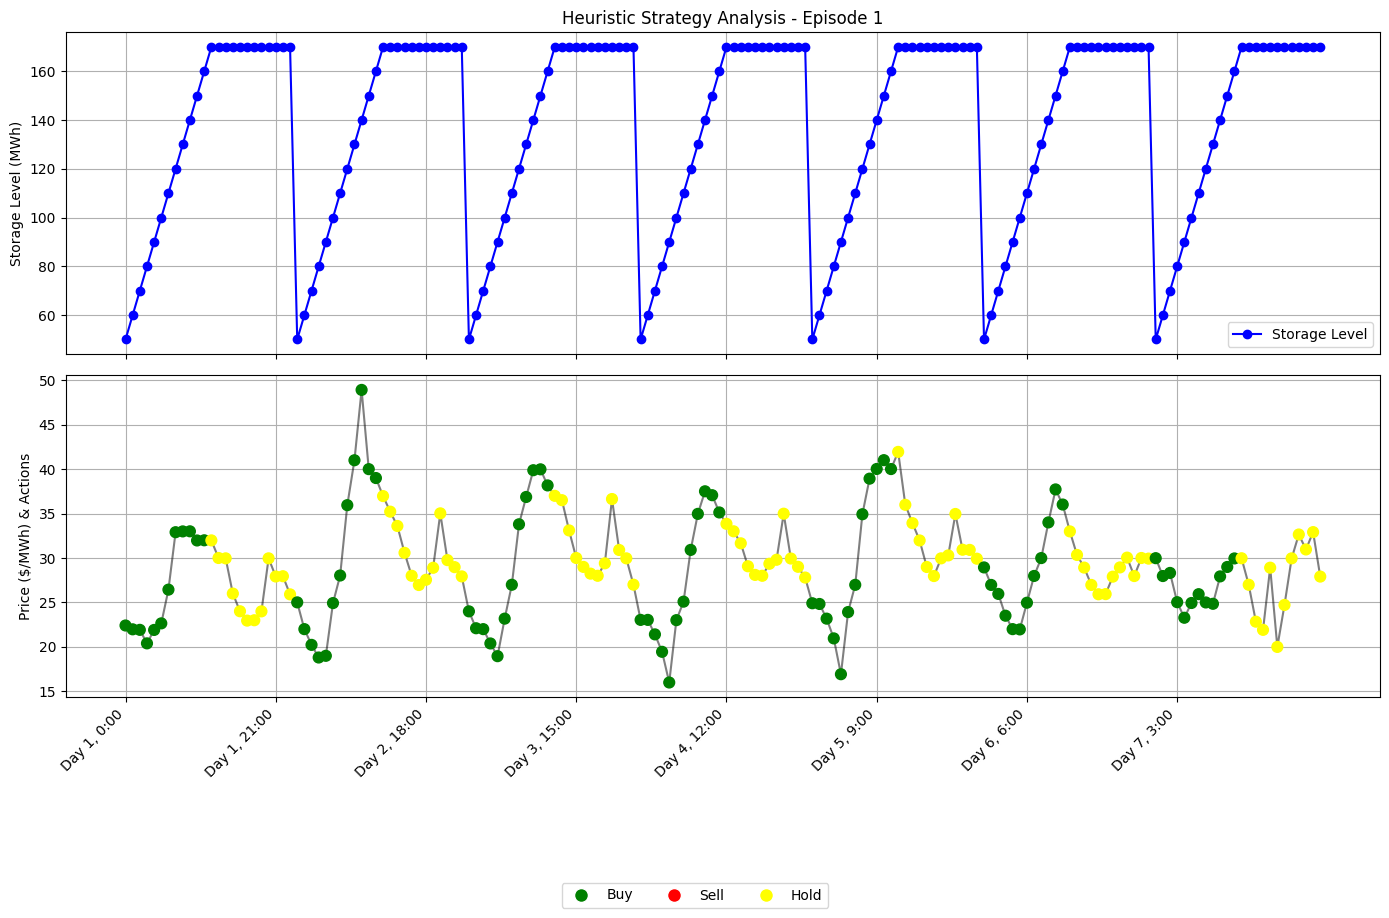 Heuristic Strategy Analysis - Episode 1
Storage Level (MWh)
160
140
120
100
80
60
Storage Level
Price ($/MWh) & Actions
50
45
40
35
30
25
20
15
Day 1, 0:00
Day 1, 21:00
Day 2, 18:00
Day 3, 15:00
Day 4, 12:00
Day 5, 9:00
Day 6, 6:00
Day 7, 3:00
Buy
Sell
Hold